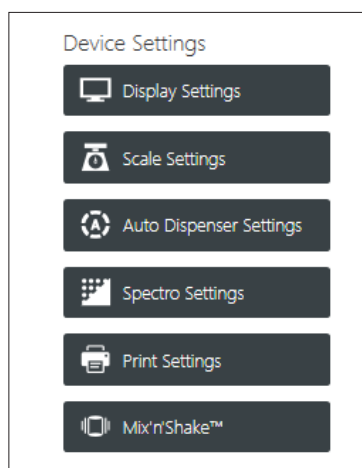 Device Settings
Display Settings
Scale Settings
Auto Dispenser Settings
Spectro Settings
Print Settings
Mix'n'Shake™